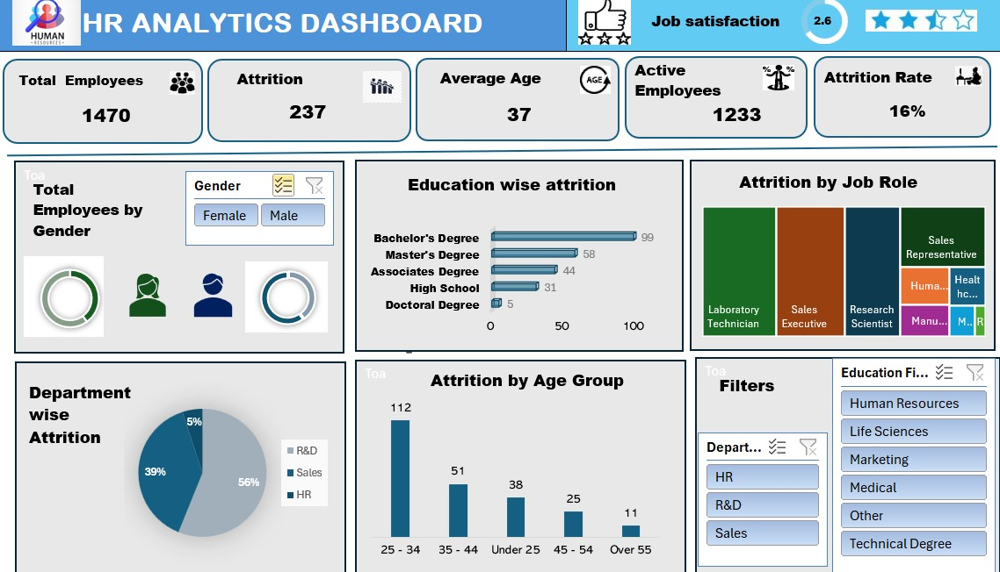 HUMAN
RESOURCES
HR ANALYTICS DASHBOARD
Job satisfaction
2.6
Total Employees
1470
Attrition
237
Average Age
AGE
37
Active
Employees
% %
1233
Attrition Rate
16%
Toa
Total
Employees by
Gender
Gender
Female
Male
Education wise attrition
Bachelor's Degree
99
Master's Degree
58
Associates Degree
44
High School
31
Doctoral Degree
5
0
50
100
Attrition by Job Role
Laboratory
Technician
Sales
Executive
Research
Scientist
Sales
Representative
Huma...
Healt
hc...
Manu...
M...
R
Department
wise
Attrition
5%
39%
56%
R&D
Sales
HR
Toa
Attrition by Age Group
112
51
38
25
11
25 - 34
35 - 44
Under 25
45 - 54
Over 55
Toa
Filters
Depart...
HR
R&D
Sales
Education Fi...
Human Resources
Life Sciences
Marketing
Medical
Other
Technical Degree